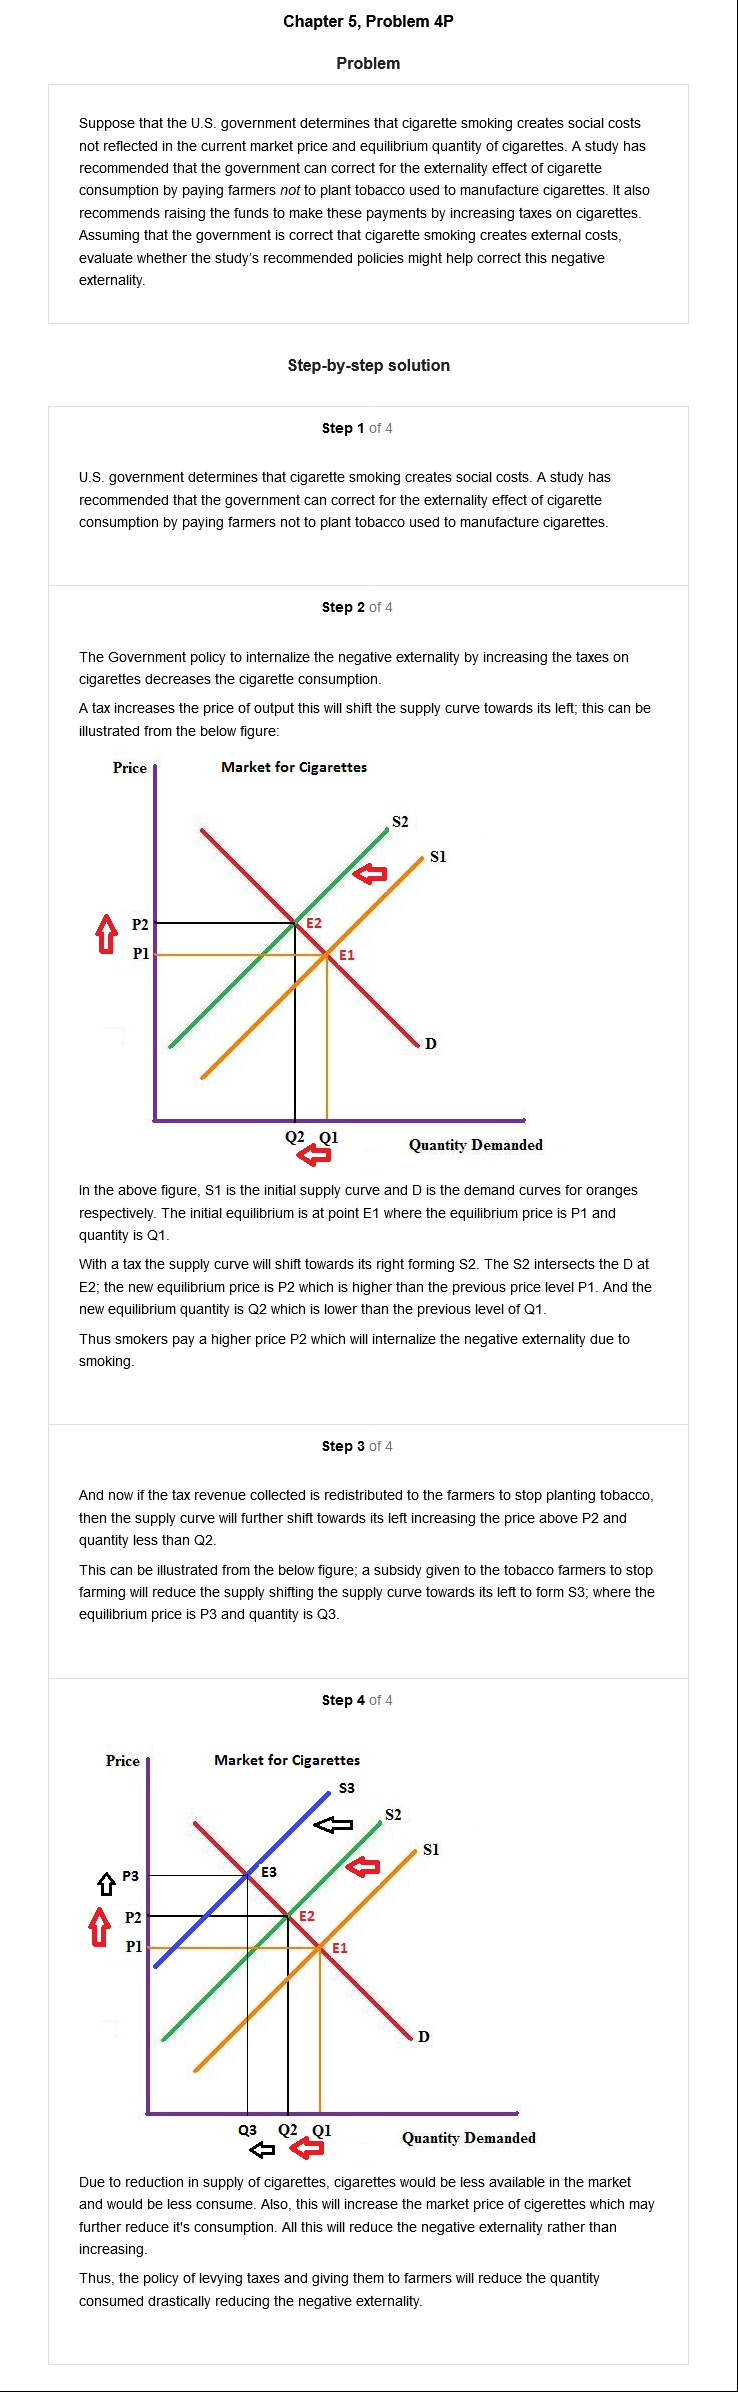 Chapter 5, Problem 4P
Problem
Suppose that the U.S. government determines that cigarette smoking creates social costs
not reflected in the current market price and equilibrium quantity of cigarettes. A study has
recommended that the government can correct for the externality effect of cigarette
consumption by paying farmers not to plant tobacco used to manufacture cigarettes. It also
recommends raising the funds to make these payments by increasing taxes on cigarettes.
Assuming that the government is correct that cigarette smoking creates external costs,
evaluate whether the study's recommended policies might help correct this negative
externality.
Step-by-step solution
Step 1 of 4
U.S. government determines that cigarette smoking creates social costs. A study has
recommended that the government can correct for the externality effect of cigarette
consumption by paying farmers not to plant tobacco used to manufacture cigarettes.
Step 2 of 4
The Government policy to internalize the negative externality by increasing the taxes on
cigarettes decreases the cigarette consumption.
A tax increases the price of output this will shift the supply curve towards its left; this can be
illustrated from the below figure:
Price
Market for Cigarettes
S2
S1
P2
E2
P1
E1
D
Q2 Q1
Quantity Demanded
In the above figure, S1 is the initial supply curve and D is the demand curves for oranges
respectively. The initial equilibrium is at point E1 where the equilibrium price is P1 and
quantity is Q1.
With a tax the supply curve will shift towards its right forming S2. The S2 intersects the D at
E2; the new equilibrium price is P2 which is higher than the previous price level P1. And the
new equilibrium quantity is Q2 which is lower than the previous level of Q1.
Thus smokers pay a higher price P2 which will internalize the negative externality due to
smoking.
Step 3 of 4
And now if the tax revenue collected is redistributed to the farmers to stop planting tobacco,
then the supply curve will further shift towards its left increasing the price above P2 and
quantity less than Q2.
This can be illustrated from the below figure; a subsidy given to the tobacco farmers to stop
farming will reduce the supply shifting the supply curve towards its left to form S3; where the
equilibrium price is P3 and quantity is Q3.
Step 4 of 4
Price
Market for Cigarettes
S3
S2
S1
P3
E3
P2
E2
P1
E1
D
Q3 Q2 Q1
Quantity Demanded
Due to reduction in supply of cigarettes, cigarettes would be less available in the market
and would be less consume. Also, this will increase the market price of cigerettes which may
further reduce it's consumption. All this will reduce the negative externality rather than
increasing.
Thus, the policy of levying taxes and giving them to farmers will reduce the quantity
consumed drastically reducing the negative externality.